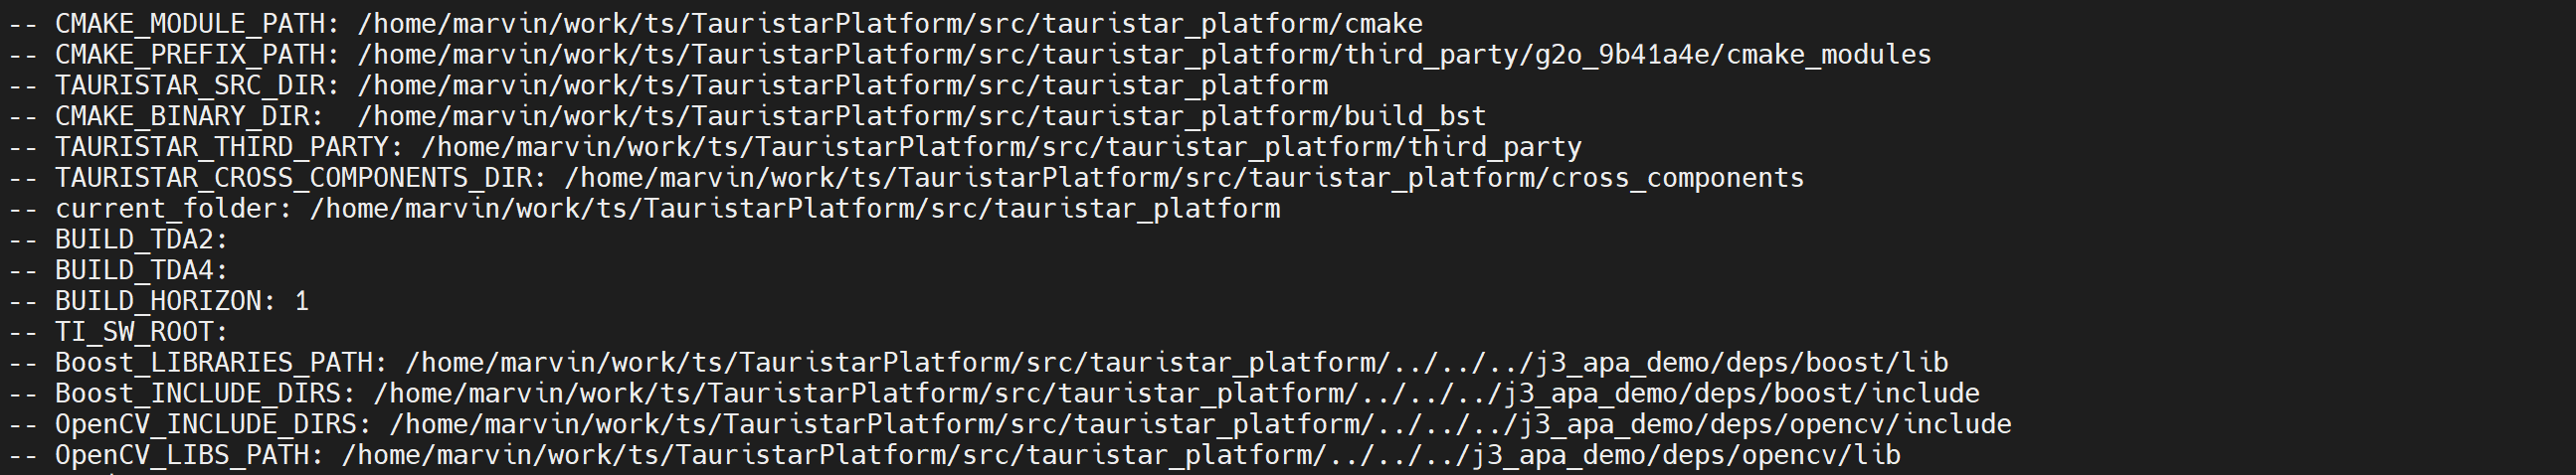 -- CMAKE_MODULE_PATH: /home/marvin/work/ts/TauristarPlatform/src/tauristar_platform/cmake
-- CMAKE_PREFIX_PATH: /home/marvin/work/ts/TauristarPlatform/src/tauristar_platform/third_party/g2o_9b41a4e/cmake_modules
-- TAURISTAR_SRC_DIR: /home/marvin/work/ts/TauristarPlatform/src/tauristar_platform
-- CMAKE_BINARY_DIR:  /home/marvin/work/ts/TauristarPlatform/src/tauristar_platform/build_bst
-- TAURISTAR_THIRD_PARTY: /home/marvin/work/ts/TauristarPlatform/src/tauristar_platform/third_party
-- TAURISTAR_CROSS_COMPONENTS_DIR: /home/marvin/work/ts/TauristarPlatform/src/tauristar_platform/cross_components
-- current_folder: /home/marvin/work/ts/TauristarPlatform/src/tauristar_platform
-- BUILD_TDA2:
-- BUILD_TDA4:
-- BUILD_HORIZON: 1
-- TI_SW_ROOT:
-- Boost_LIBRARIES_PATH: /home/marvin/work/ts/TauristarPlatform/src/tauristar_platform/../../../j3_apa_demo/deps/boost/lib
-- Boost_INCLUDE_DIRS: /home/marvin/work/ts/TauristarPlatform/src/tauristar_platform/../../../j3_apa_demo/deps/boost/include
-- OpenCV_INCLUDE_DIRS: /home/marvin/work/ts/TauristarPlatform/src/tauristar_platform/../../../j3_apa_demo/deps/opencv/include
-- OpenCV_LIBS_PATH: /home/marvin/work/ts/TauristarPlatform/src/tauristar_platform/../../../j3_apa_demo/deps/opencv/lib